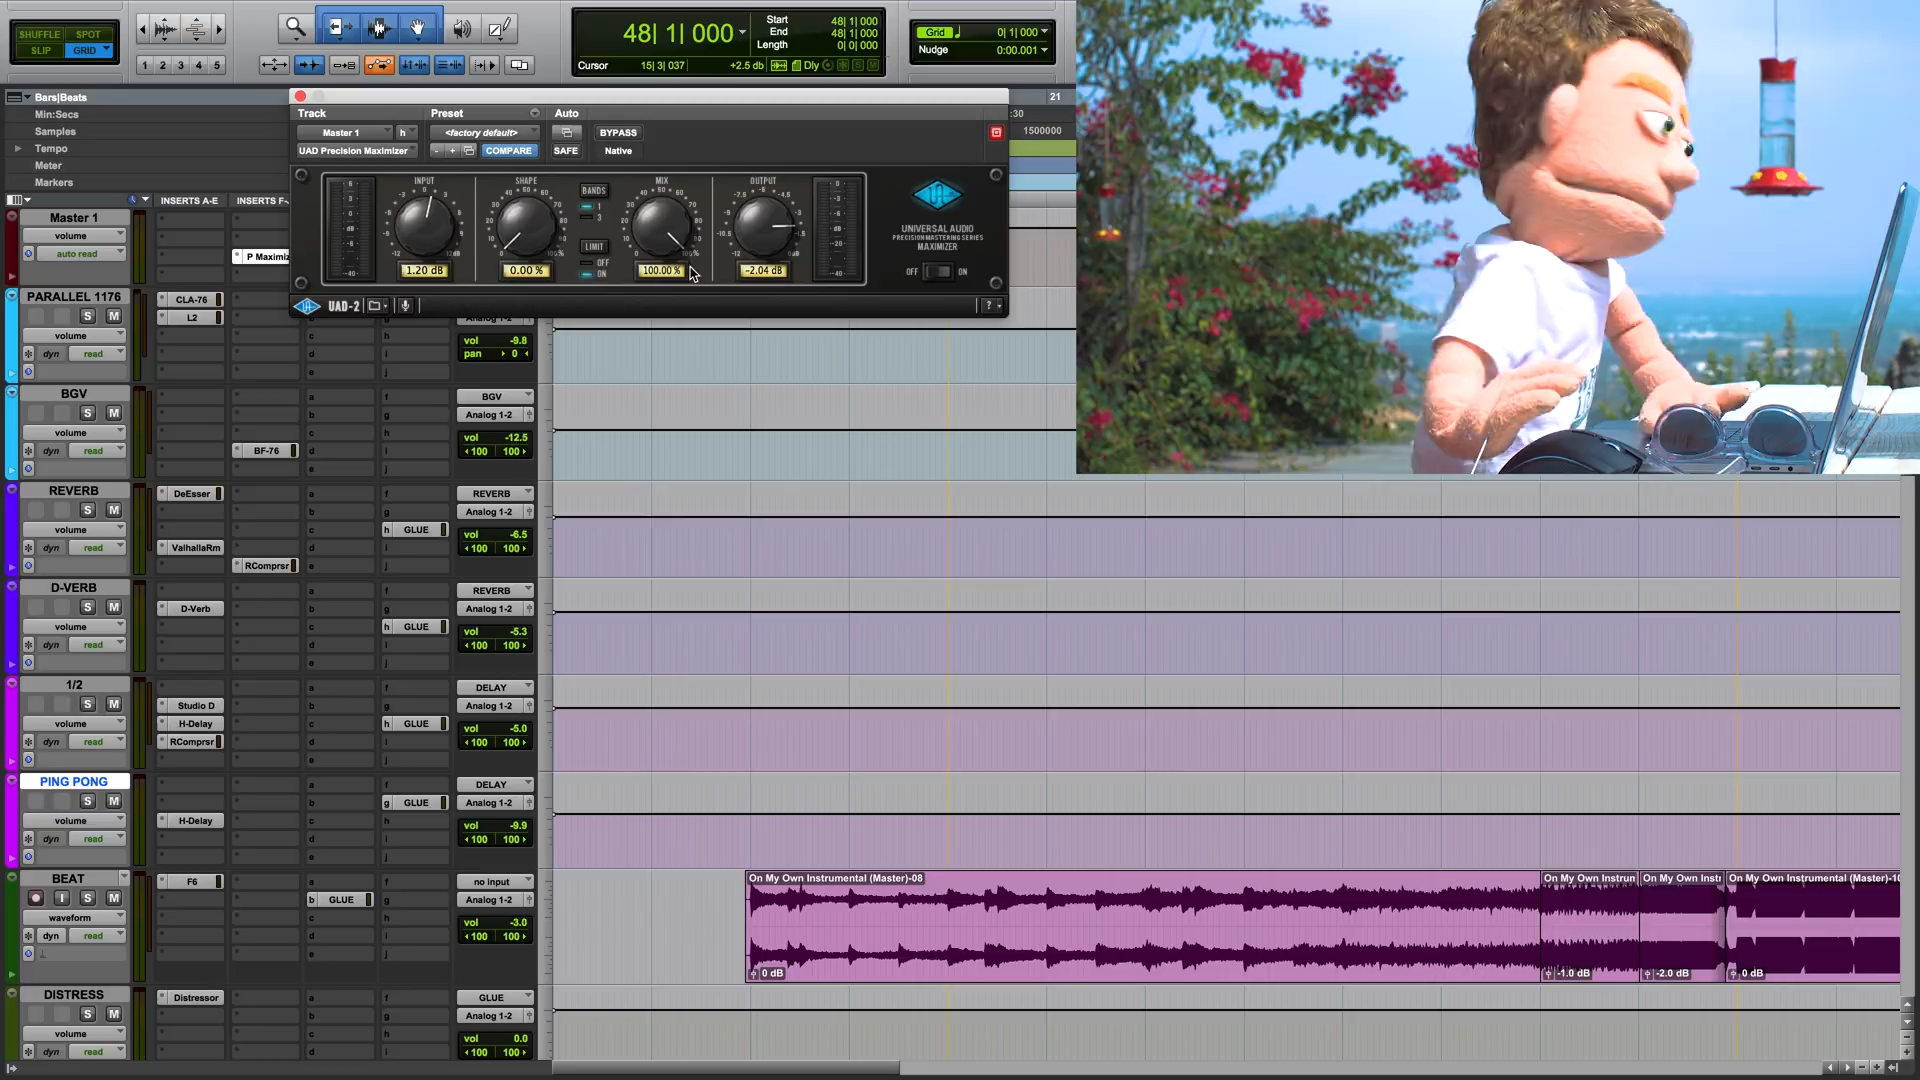 SHUFFLE SPOT
SLIP GRID
1 2 3 4 5
48| 1| 000
Start 48| 1| 000
End 48| 1| 000
Length 0| 0| 000
Cursor 15| 3| 037 +2.5 db Dly
Grid 0| 1| 000
Nudge 0:00.001
Bars|Beats
Min:Secs
Samples
Tempo
Meter
Markers
21
:30
1500000
INSERTS A-E
Track Preset Auto
Master 1 h <factory default> BYPASS
UAD Precision Maximizer - + COMPARE SAFE Native
INPUT SHAPE BANDS MIX OUTPUT
1
3
LIMIT
OFF
ON
1.20 dB 0.00 % 100.00 % -2.04 dB
UNIVERSAL AUDIO
PRECISION MASTERING SERIES
MAXIMIZER
OFF ON
UAD-2
?
Master 1
volume
auto read
P Maximiz
PARALLEL 1176
S M
volume
dyn read
CLA-76
L2
vol -9.8
pan 0
BGV
S M
volume
dyn read
BF-76
BGV
Analog 1-2
vol -12.5
100 100
REVERB
S M
volume
dyn read
DeEsser
ValhallaRm
RComprsr
h GLUE
REVERB
Analog 1-2
vol -6.5
100 100
D-VERB
S M
volume
dyn read
D-Verb
h GLUE
REVERB
Analog 1-2
vol -5.3
100 100
1/2
S M
volume
dyn read
Studio D
H-Delay
RComprsr
h GLUE
DELAY
Analog 1-2
vol -5.0
100 100
PING PONG
S M
volume
dyn read
H-Delay
g GLUE
DELAY
Analog 1-2
vol -9.9
100 100
BEAT
I S M
waveform
dyn read
F6
b GLUE
no input
Analog 1-2
vol -3.0
100 100
On My Own Instrumental (Master)-08
On My Own Instrum
On My Own Instr
On My Own Instrumental (Master)-10
0 dB
-1.0 dB
-2.0 dB
0 dB
DISTRESS
S M
volume
dyn read
Distressor
GLUE
Analog 1-2
vol 0.0
100 100